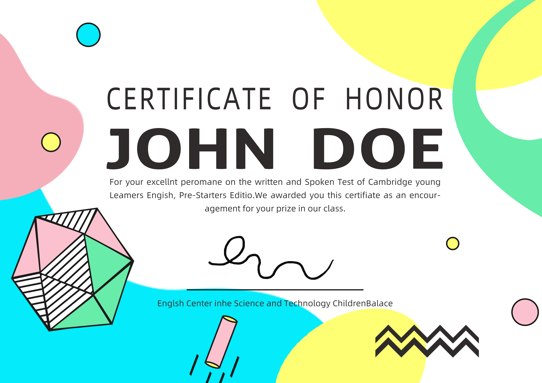 CERTIFICATE OF HONOR
JOHN DOE
For your excellnt peromane on the written and Spoken Test of Cambridge young
Leamers Engish, Pre-Starters Editio.We awarded you this certifiate as an encour-
agement for your prize in our class.
Englsh Center inhe Science and Technology ChildrenBalace